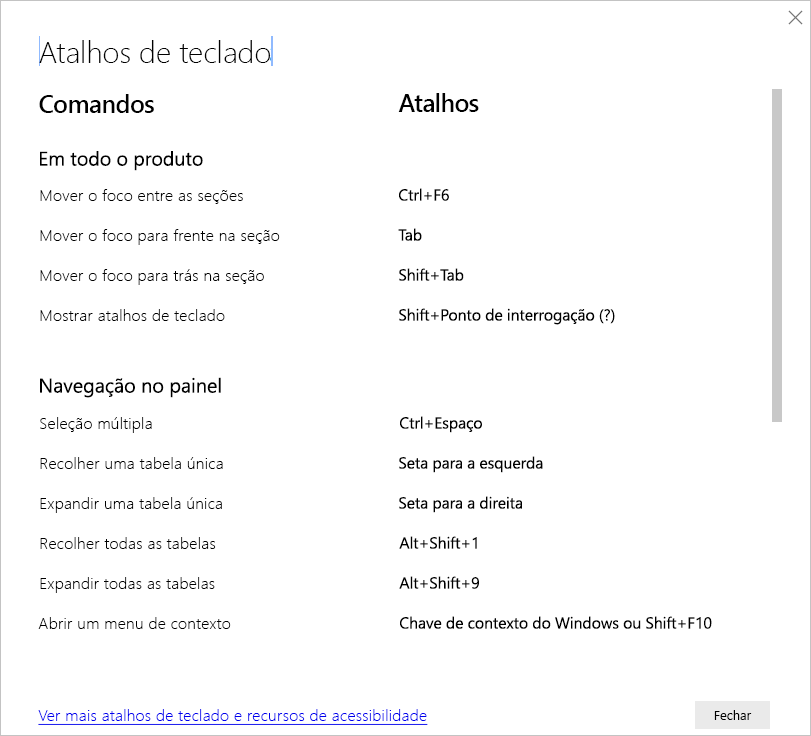 Atalhos de teclado
Comandos Atalhos
Em todo o produto
Mover o foco entre as seções Ctrl+F6
Mover o foco para frente na seção Tab
Mover o foco para trás na seção Shift+Tab
Mostrar atalhos de teclado Shift+Ponto de interrogação (?)
Navegação no painel
Seleção múltipla Ctrl+Espaço
Recolher uma tabela única Seta para a esquerda
Expandir uma tabela única Seta para a direita
Recolher todas as tabelas Alt+Shift+1
Expandir todas as tabelas Alt+Shift+9
Abrir um menu de contexto Chave de contexto do Windows ou Shift+F10
Ver mais atalhos de teclado e recursos de acessibilidade Fechar